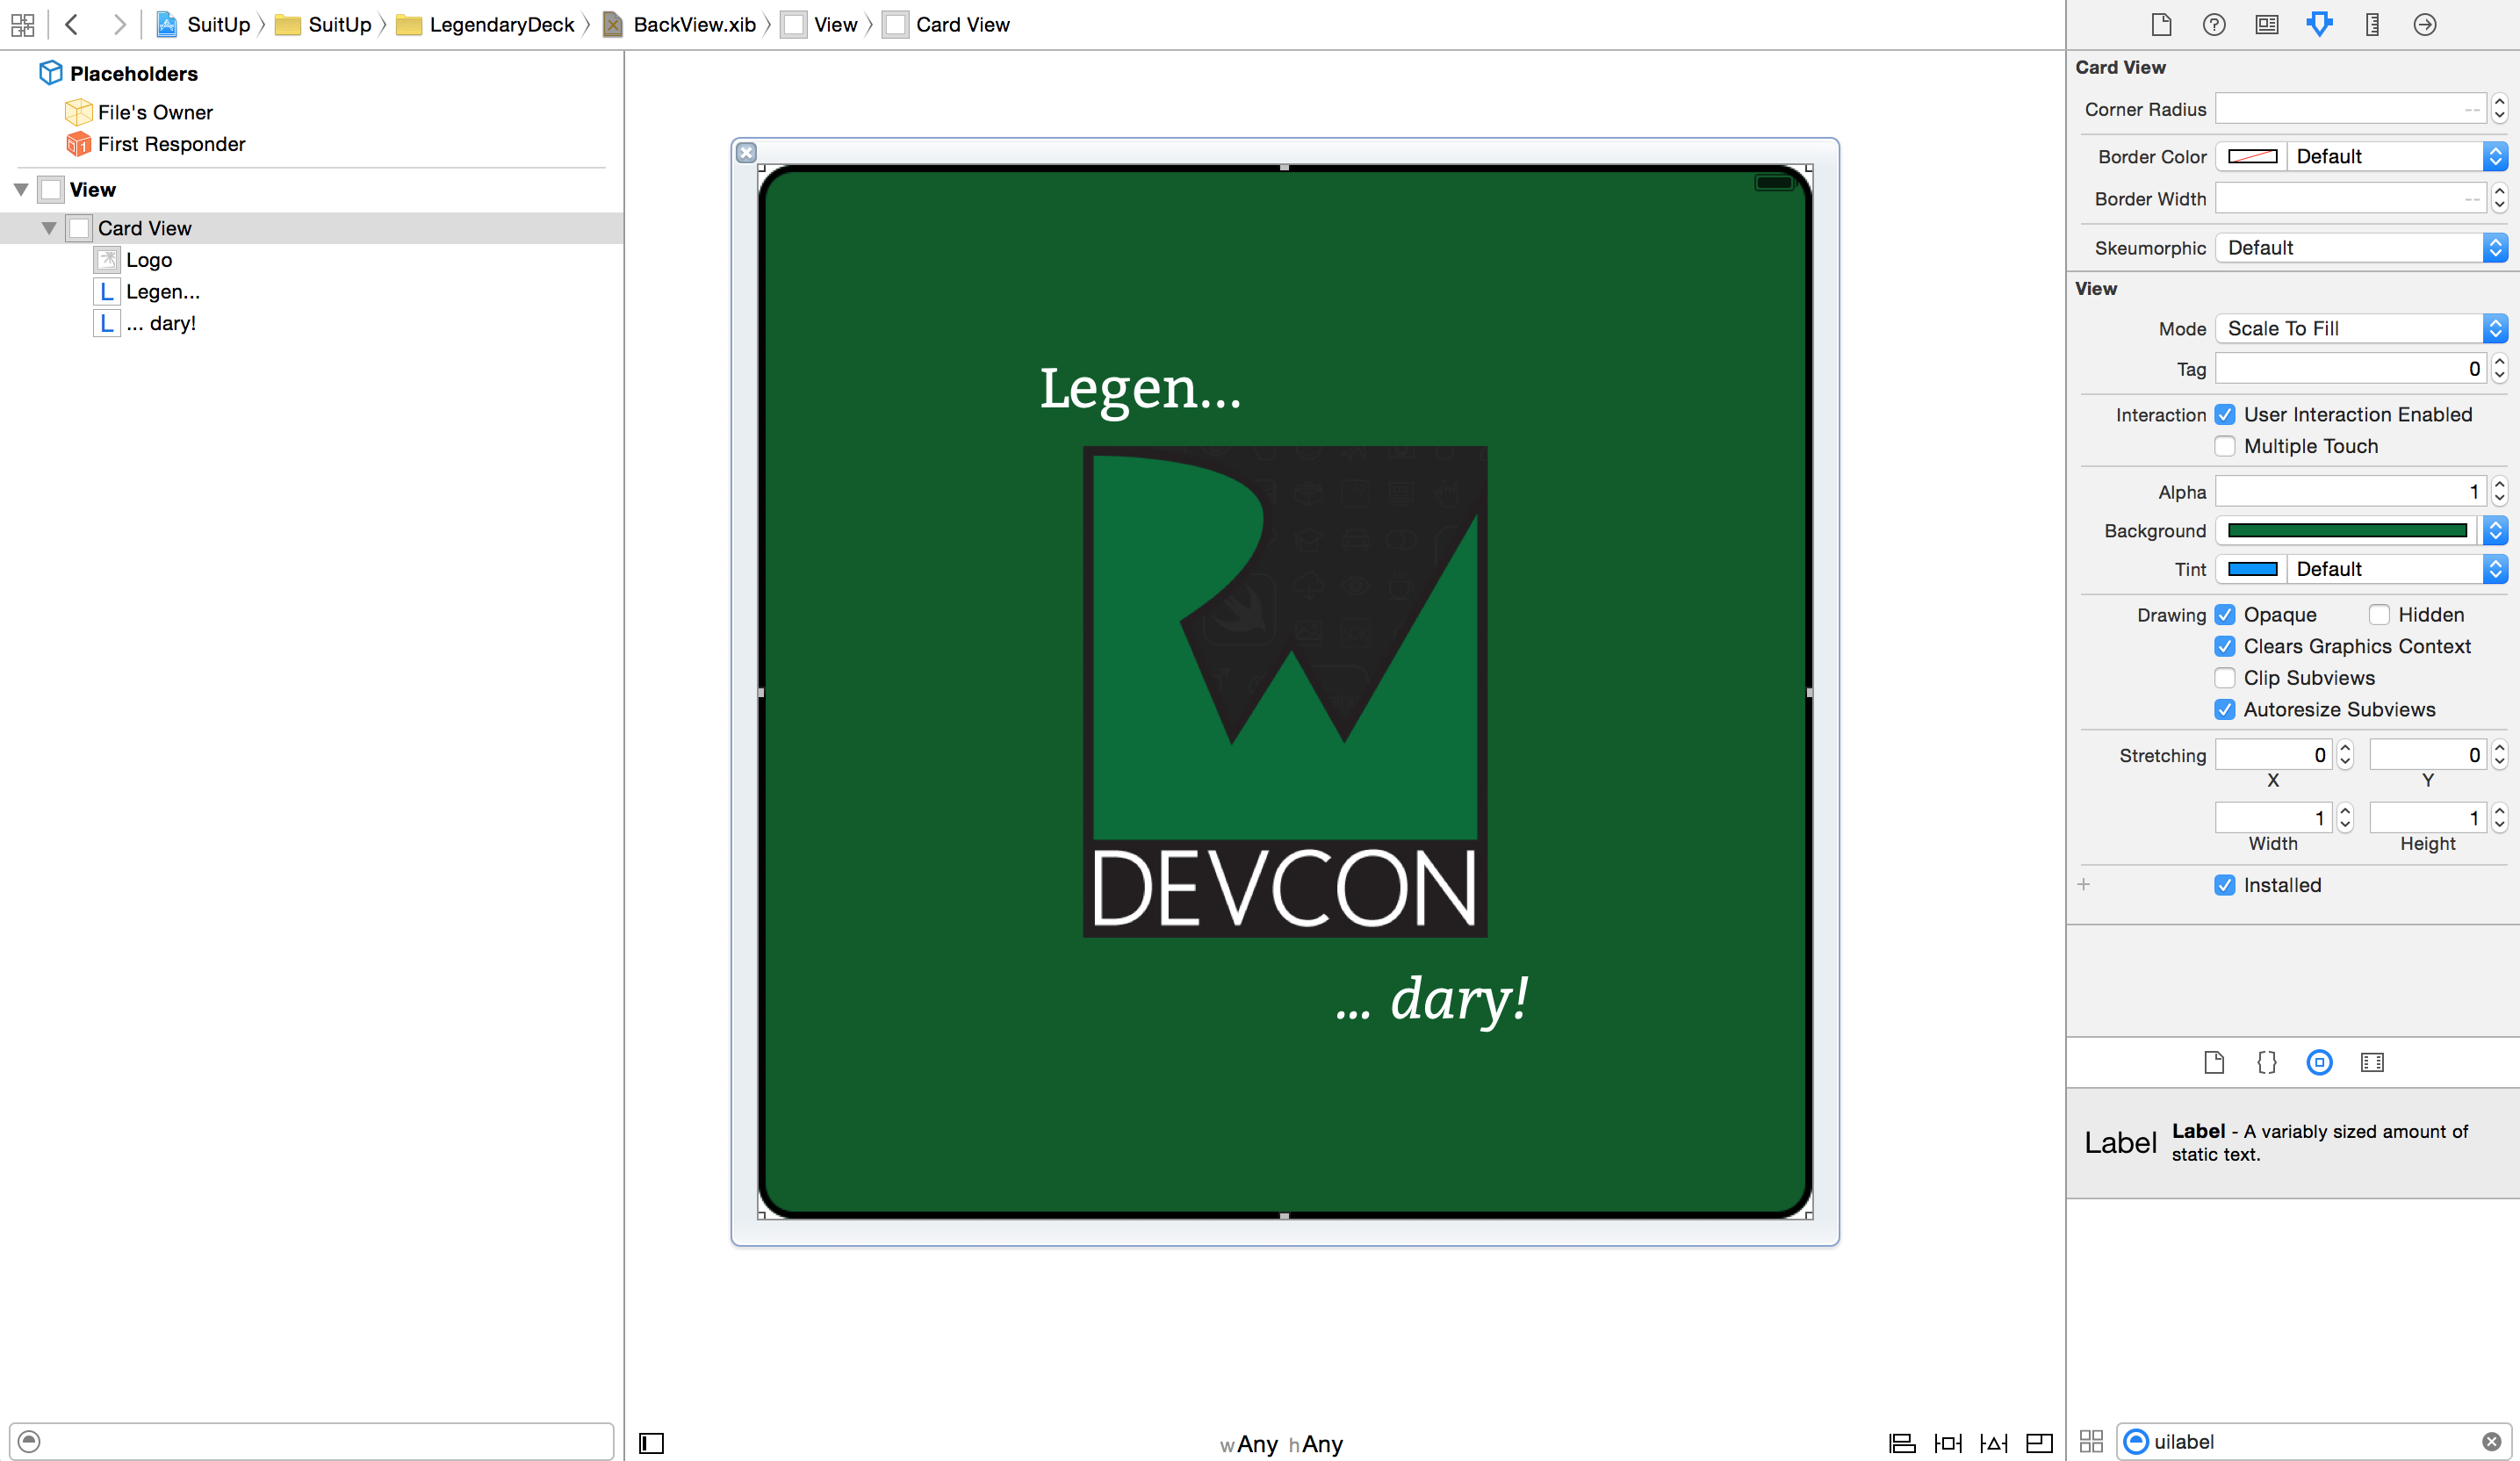 SuitUp SuitUp LegendaryDeck BackView.xib View Card View
Placeholders
File's Owner
First Responder
View
Card View
Logo
L Legen...
L ... dary!
Legen...
DEVCON
... dary!
wAny hAny
Card View
Corner Radius --
Border Color Default
Border Width --
Skeumorphic Default
View
Mode Scale To Fill
Tag 0
Interaction User Interaction Enabled
Multiple Touch
Alpha 1
Background
Tint Default
Drawing Opaque Hidden
Clears Graphics Context
Clip Subviews
Autoresize Subviews
Stretching 0 0
X Y
1 1
Width Height
+ Installed
{}
Label Label - A variably sized amount of
static text.
uilabel